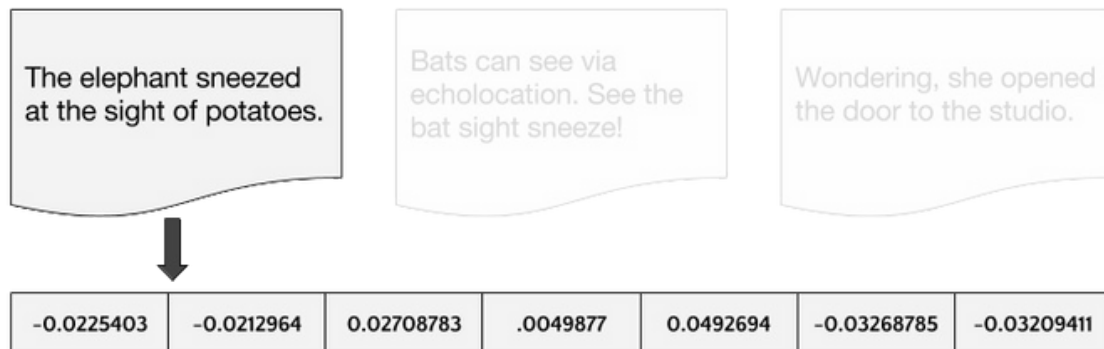 The elephant sneezed
at the sight of potatoes.
Bats can see via
echolocation. See the
bat sight sneeze!
Wondering, she opened
the door to the studio.
-0.0225403 -0.0212964 0.02708783 .0049877 0.0492694 -0.03268785 -0.03209411